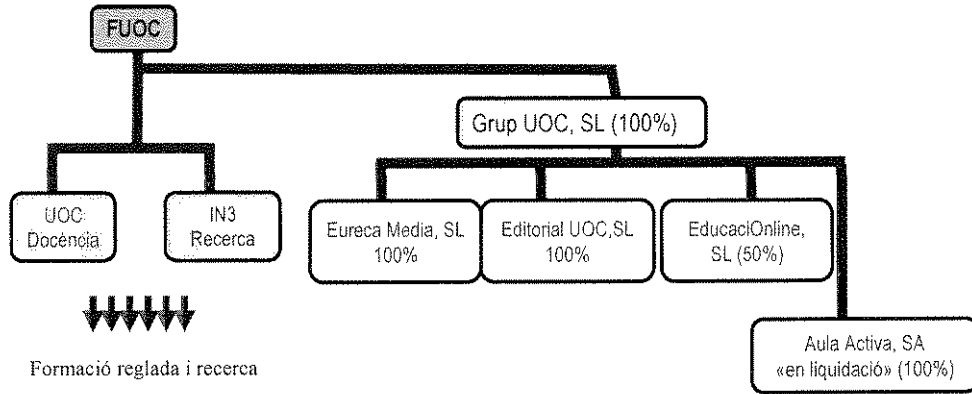 FUOC
Grup UOC, SL (100%)
UOC:
Docència
IN3
Recerca
Eureca Media, SL
100%
Editorial UOC,SL
100%
EducaciOnline,
SL (50%)
Aula Activa, SA
«en liquidació» (100%)
Formació reglada i recerca